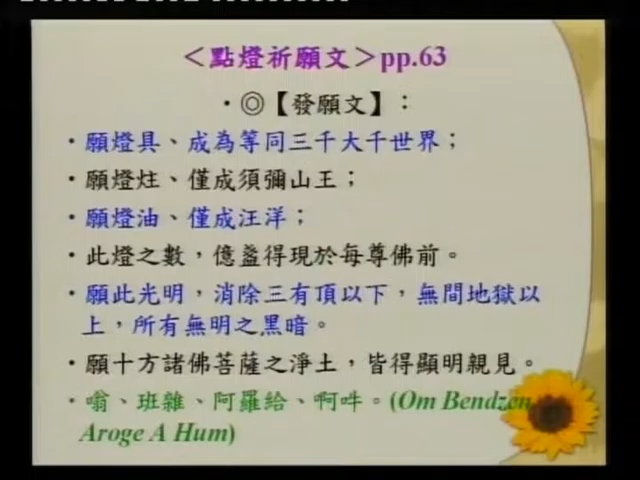 ＜點燈祈願文＞pp.63
・◎【發願文】：
・願燈具、成為等同三千大千世界；
・願燈炷、僅成須彌山王；
・願燈油、僅成汪洋；
・此燈之數，億盞得現於每尊佛前。
・願此光明，消除三有頂以下，無間地獄以
上，所有無明之黑暗。
・願十方諸佛菩薩之淨土，皆得顯明親見。
・嗡、班雜、阿羅給、啊吽。(Om Bendzen
Aroge A Hum)